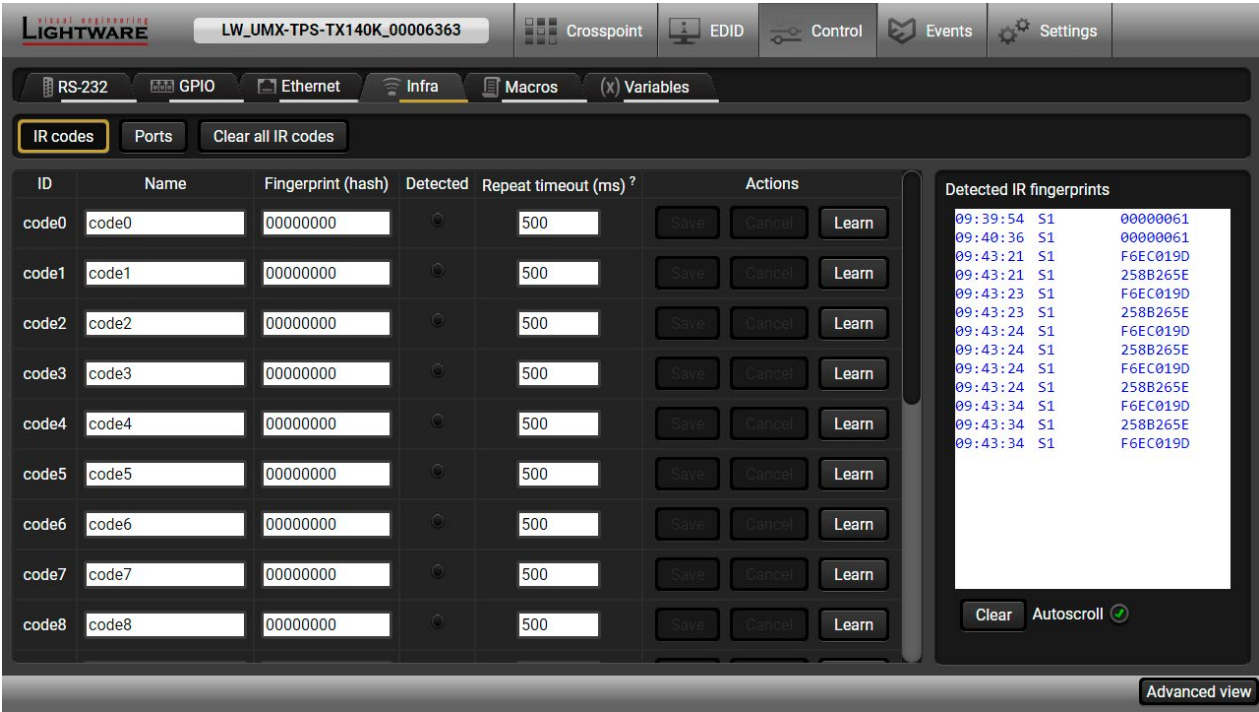 visual engineering
LIGHTWARE
LW_UMX-TPS-TX140K_00006363
Crosspoint
EDID
Control
Events
Settings
RS-232
GPIO
Ethernet
Infra
Macros
(x) Variables
IR codes
Ports
Clear all IR codes
ID Name Fingerprint (hash) Detected Repeat timeout (ms) ? Actions
code0 code0 00000000 500 Save Cancel Learn
code1 code1 00000000 500 Save Cancel Learn
code2 code2 00000000 500 Save Cancel Learn
code3 code3 00000000 500 Save Cancel Learn
code4 code4 00000000 500 Save Cancel Learn
code5 code5 00000000 500 Save Cancel Learn
code6 code6 00000000 500 Save Cancel Learn
code7 code7 00000000 500 Save Cancel Learn
code8 code8 00000000 500 Save Cancel Learn
Detected IR fingerprints
09:39:54 S1 00000061
09:40:36 S1 00000061
09:43:21 S1 F6EC019D
09:43:21 S1 258B265E
09:43:23 S1 F6EC019D
09:43:23 S1 258B265E
09:43:24 S1 F6EC019D
09:43:24 S1 258B265E
09:43:24 S1 F6EC019D
09:43:24 S1 258B265E
09:43:34 S1 F6EC019D
09:43:34 S1 258B265E
09:43:34 S1 F6EC019D
Clear Autoscroll
Advanced view